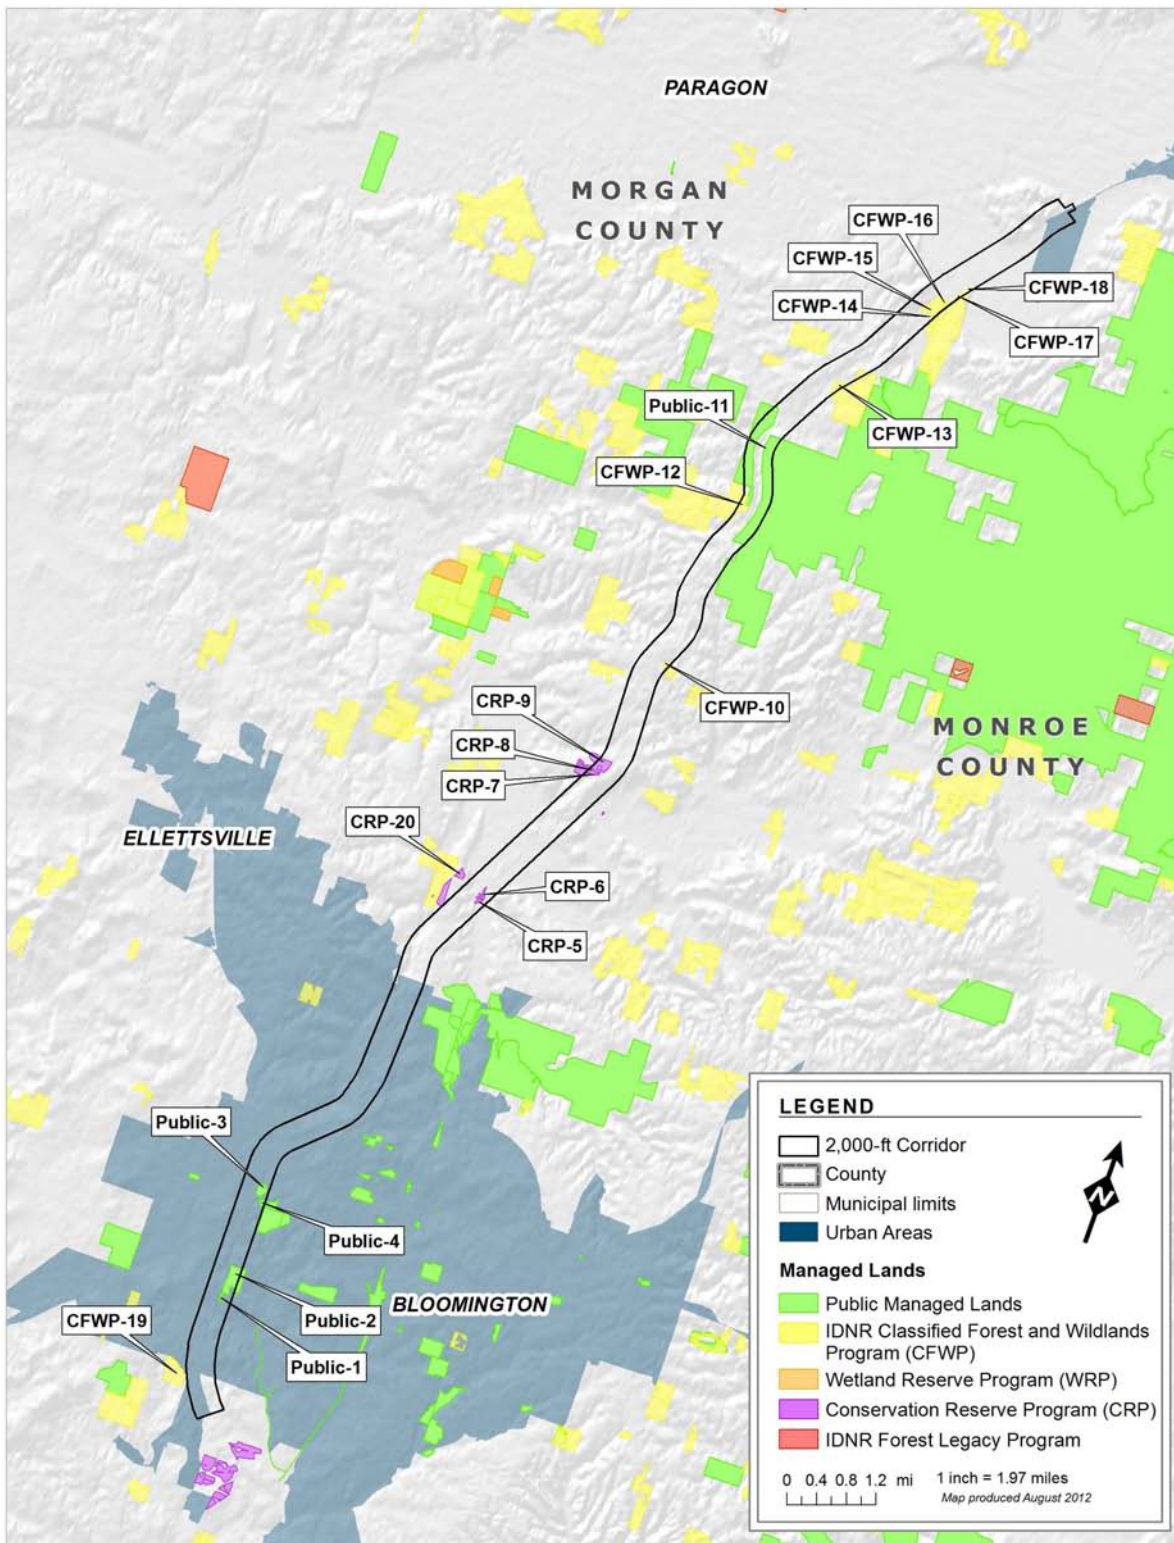 PARAGON
MORGAN
COUNTY
CFWP-16
CFWP-15
CFWP-18
CFWP-14
CFWP-17
Public-11
CFWP-13
CFWP-12
CRP-9
CFWP-10
CRP-8
CRP-7
MONROE
COUNTY
CRP-20
ELLETTSVILLE
CRP-6
CRP-5
Public-3
Public-4
BLOOMINGTON
Public-2
CFWP-19
Public-1
LEGEND
2,000-ft Corridor
County
Municipal limits
Urban Areas
N
Managed Lands
Public Managed Lands
IDNR Classified Forest and Wildlands
Program (CFWP)
Wetland Reserve Program (WRP)
Conservation Reserve Program (CRP)
IDNR Forest Legacy Program
0 0.4 0.8 1.2 mi
1 inch = 1.97 miles
Map produced August 2012